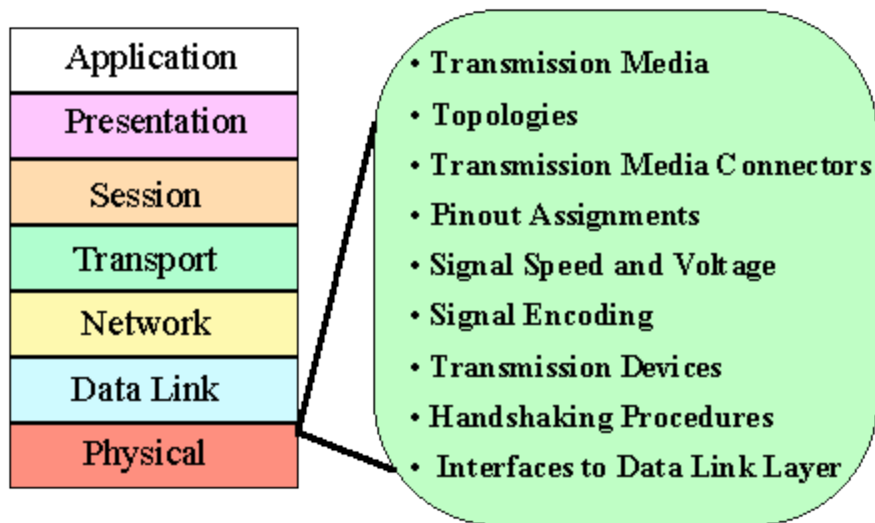 Application
Presentation
Session
Transport
Network
Data Link
Physical
• Transmission Media
• Topologies
• Transmission Media Connectors
• Pinout Assignments
• Signal Speed and Voltage
• Signal Encoding
• Transmission Devices
• Handshaking Procedures
• Interfaces to Data Link Layer